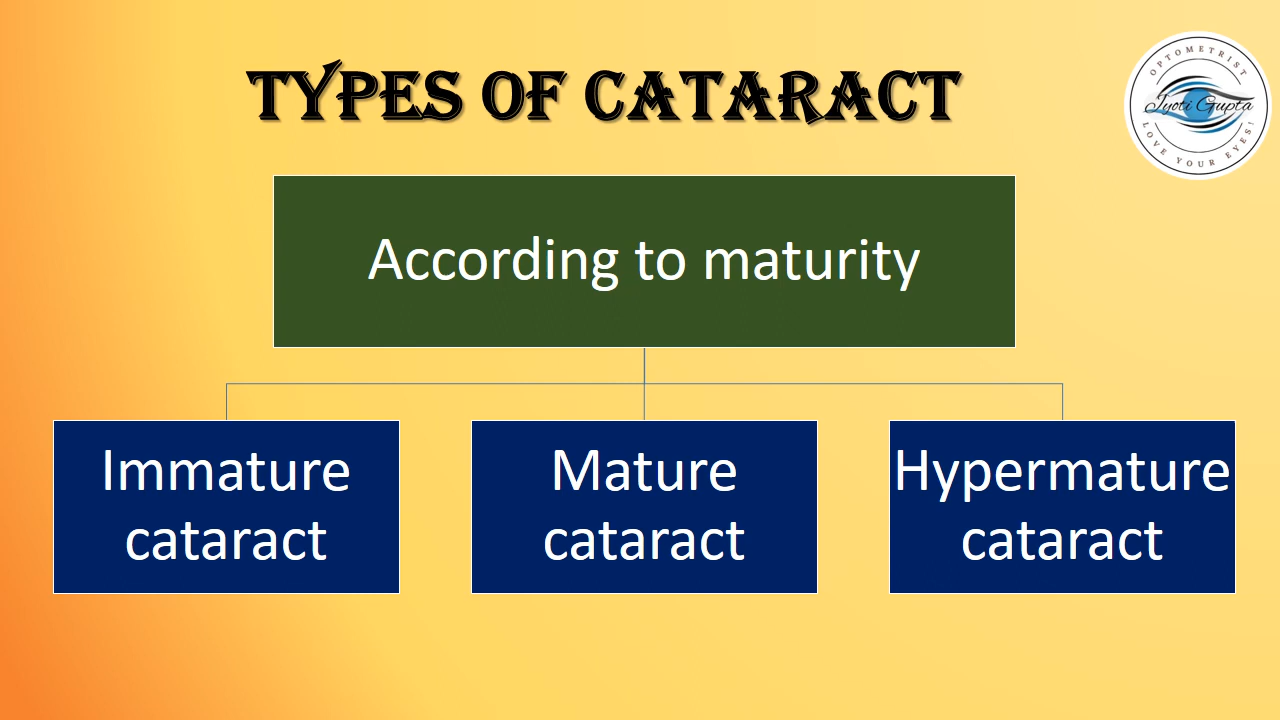 TYPES OF CATARACT
OPTOMETRIST
Jyoti Gupta
LOVE YOUR EYES!
According to maturity
Immature
cataract
Mature
cataract
Hypermature
cataract